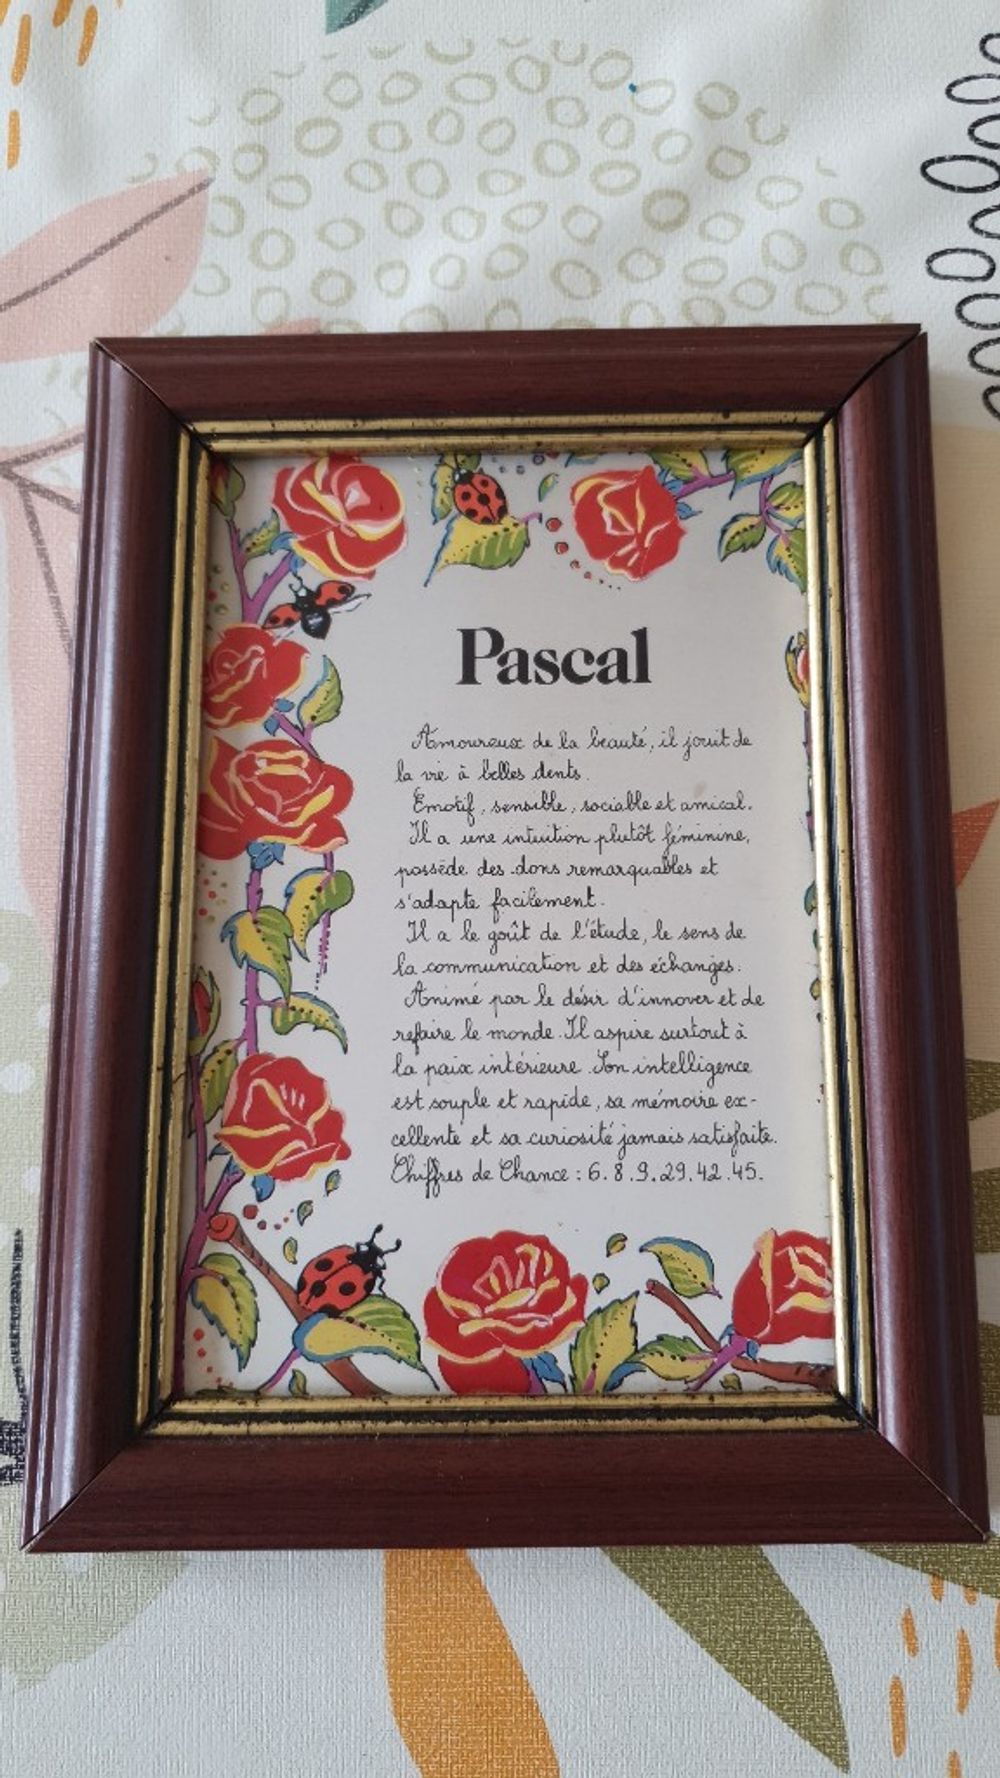 Pascal
Amoureux de la beauté, il jouit de
la vie à belles dents.
Emotif, sensible, sociable et amical.
Il a une intuition plutôt féminine,
possède des dons remarquables et
s'adapte facilement.
Il a le goût de l'étude, le sens de
la communication et des échanges.
Animé par le désir d'innover et de
refaire le monde. Il aspire surtout à
la paix intérieure. Son intelligence
est souple et rapide, sa mémoire ex-
cellente et sa curiosité jamais satisfaite.
Chiffres de Chance : 6.8.9.29.42.45.